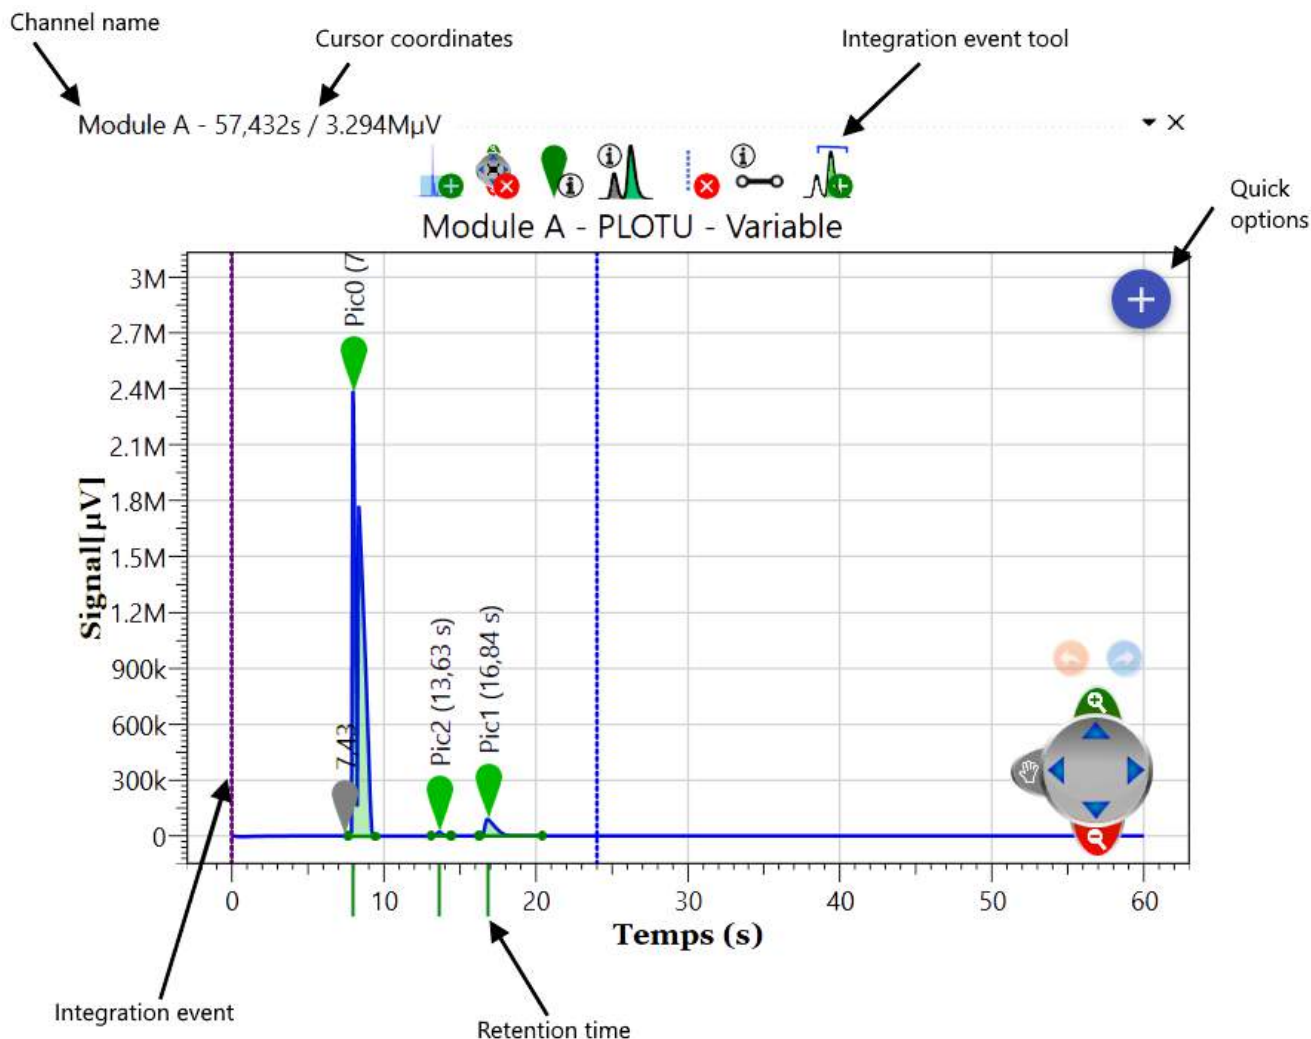 Channel name
Cursor coordinates
Integration event tool
Module A - 57,432s / 3.294MµV
Quick
options
Module A - PLOTU - Variable
Signal[µV]
3M
2.7M
2.4M
2.1M
1.8M
1.5M
1.2M
900k
600k
300k
0
Pic0 (7
7,43
Pic2 (13,63 s)
Pic1 (16,84 s)
0
10
20
30
40
50
60
Temps (s)
Integration event
Retention time